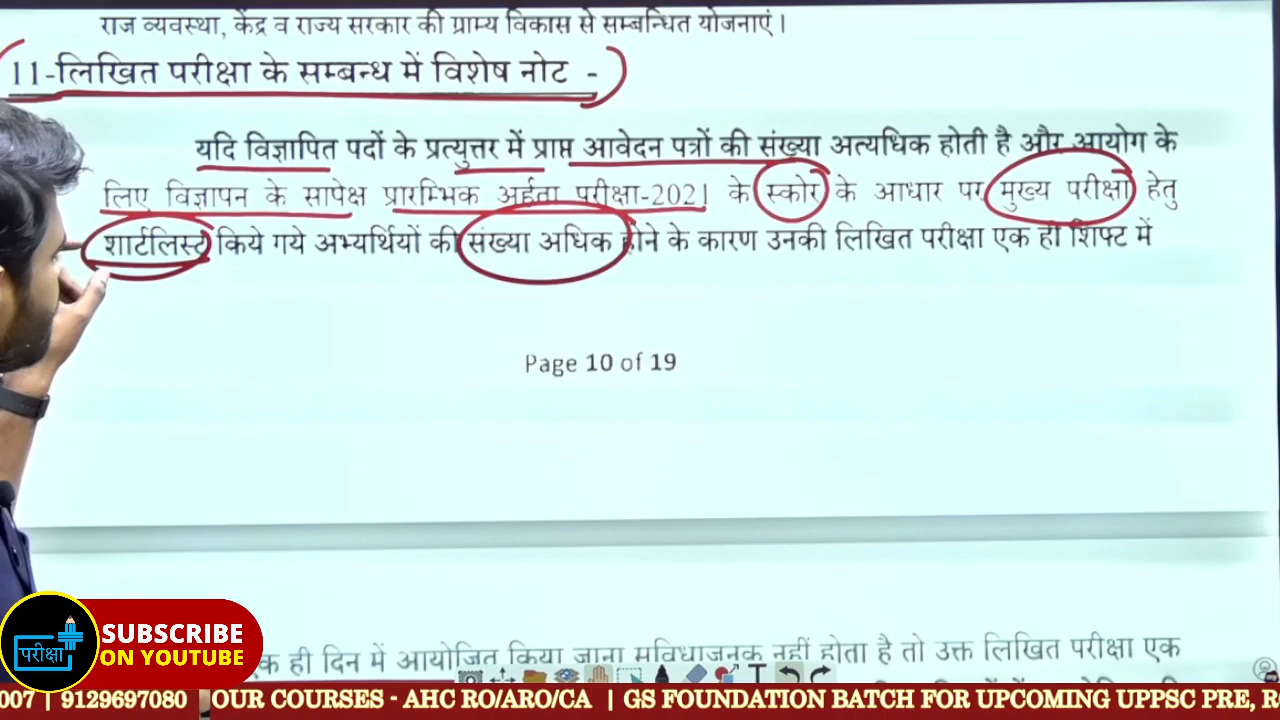 राज व्यवस्था, केंद्र व राज्य सरकार की ग्राम्य विकास से सम्बन्धित योजनाएं।
11-लिखित परीक्षा के सम्बन्ध में विशेष नोट -
यदि विज्ञापित पदों के प्रत्युत्तर में प्राप्त आवेदन पत्रों की संख्या अत्यधिक होती है और आयोग के
लिए विज्ञापन के सापेक्ष प्रारम्भिक अर्हता परीक्षा-2021 के स्कोर के आधार पर मुख्य परीक्षा हेतु
शार्टलिस्ट किये गये अभ्यर्थियों की संख्या अधिक होने के कारण उनकी लिखित परीक्षा एक ही शिफ्ट में
Page 10 of 19
ही दिन में आयोजित किया जाना सुविधाजनक नहीं होता है तो उक्त लिखित परीक्षा एक
परीक्षा
SUBSCRIBE
ON YOUTUBE
007 | 9129697080 | OUR COURSES - AHC RO/ARO/CA | GS FOUNDATION BATCH FOR UPCOMING UPPSC PRE, R